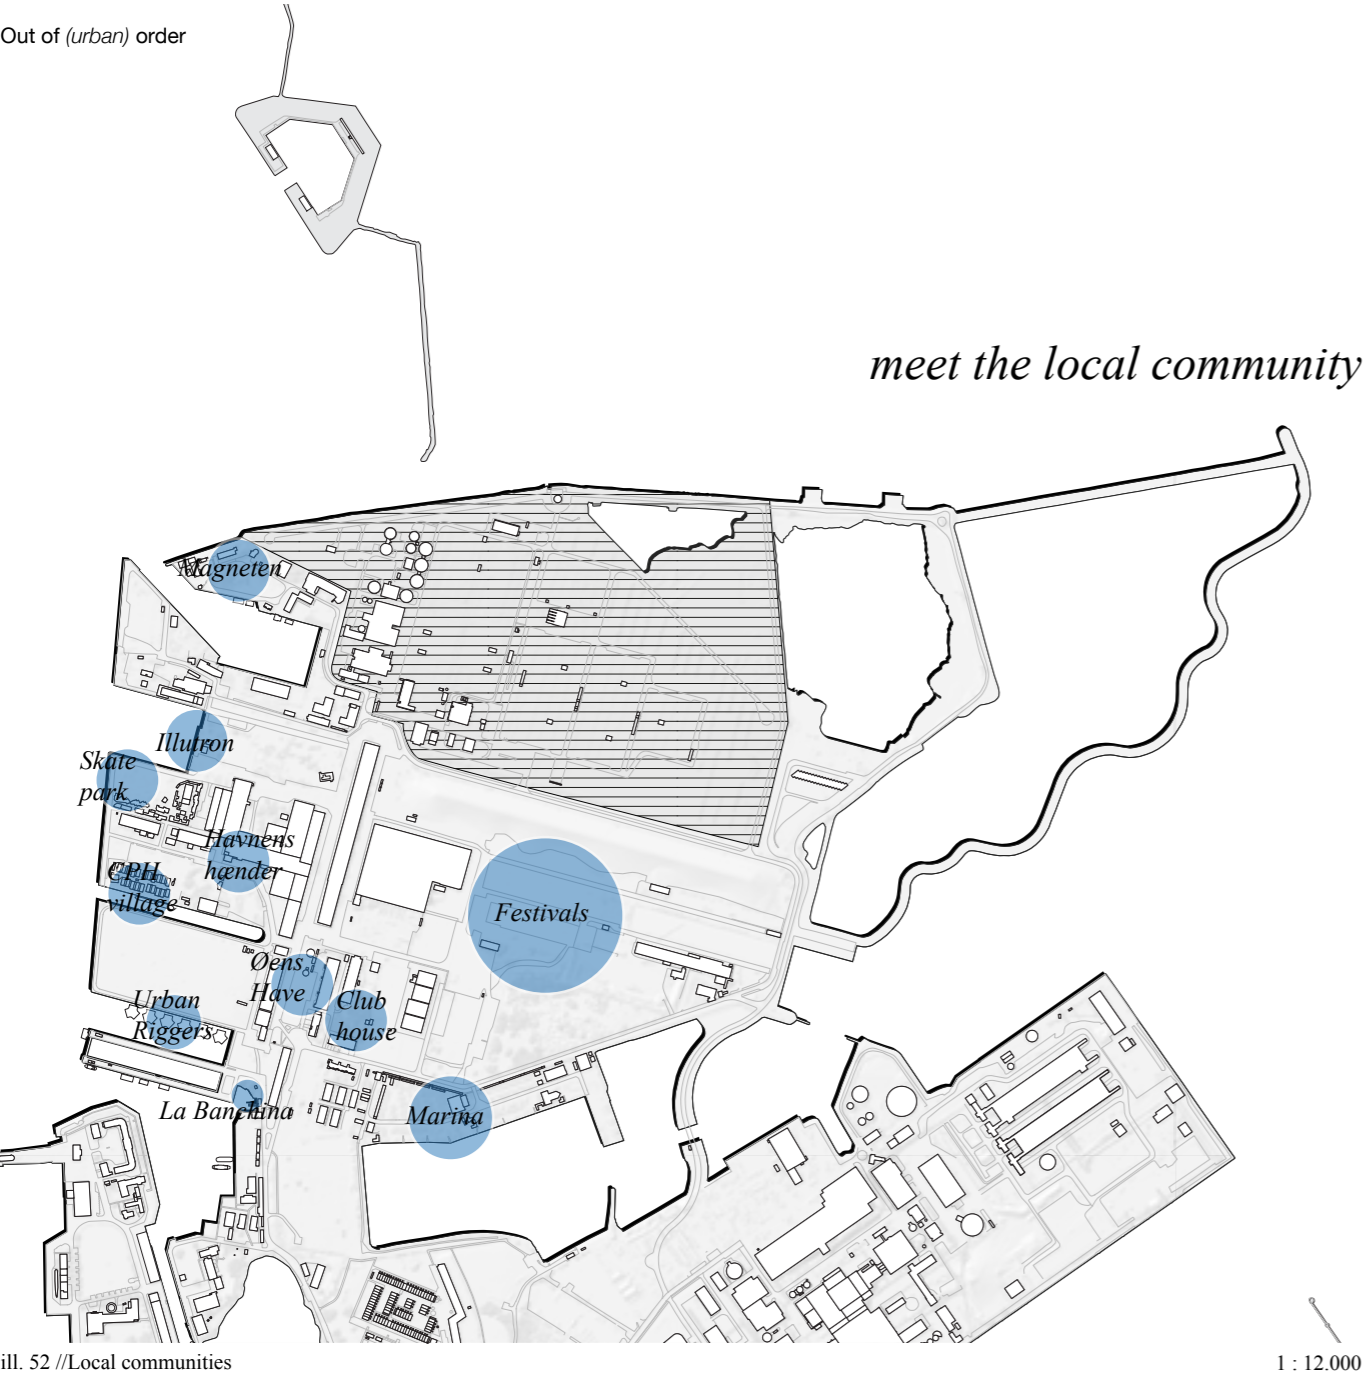 Out of (urban) order
meet the local community
Magneten
Illutron
Skate
park
Havnens
hænder
CPH
village
Festivals
Øens
Have
Club
house
Urban
Riggers
La Banchina
Marina
ill. 52 //Local communities
1 : 12.000